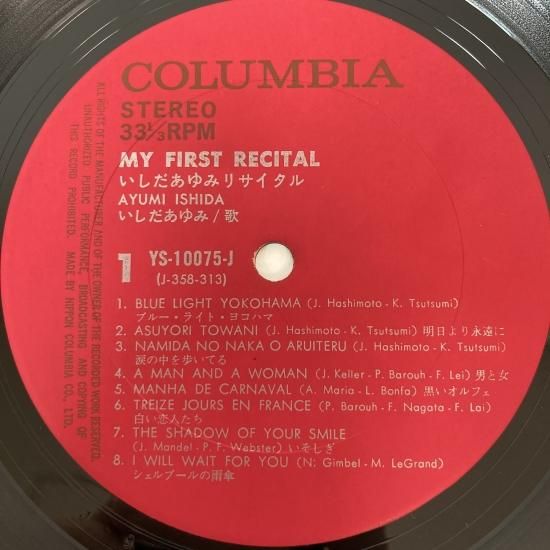 COLUMBIA
STEREO
33⅓RPM
MY FIRST RECITAL
いしだあゆみリサイタル
AYUMI ISHIDA
いしだあゆみ/歌
1 YS-10075-J
(J-358-313)
1. BLUE LIGHT YOKOHAMA (J. Hashimoto - K. Tsutsumi)
ブルー・ライト・ヨコハマ
2. ASUYORI TOWANI (J. Hashimoto - K. Tsutsumi) 明日より永遠に
3. NAMIDA NO NAKA O ARUITERU (J. Hashimoto - K. Tsutsumi)
涙の中を歩いてる
4. A MAN AND A WOMAN (J. Keller - P. Barouh - F. Lei) 男と女
5. MANHA DE CARNAVAL (A. Maria - L. Bonfa) 黒いオルフェ
6. TREIZE JOURS EN FRANCE (P. Barouh - F. Nagata - F. Lai)
白い恋人たち
7. THE SHADOW OF YOUR SMILE
(J. Mandel - P. F. Webster) いそしぎ
8. I WILL WAIT FOR YOU (N: Gimbel - M. LeGrand)
シェルブールの雨傘
ALL RIGHTS OF THE MANUFACTURER AND OF THE OWNER OF THE RECORDED WORK RESERVED.
UNAUTHORIZED PUBLIC PERFORMANCE, BROADCASTING AND COPYING OF
THIS RECORD PROHIBITED. MADE BY NIPPON COLUMBIA CO., LTD.